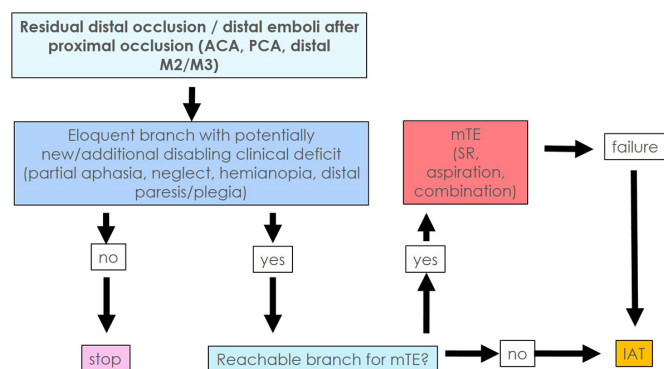 Residual distal occlusion / distal emboli after
proximal occlusion (ACA, PCA, distal
M2/M3)
Eloquent branch with potentially
new/additional disabling clinical deficit
(partial aphasia, neglect, hemianopia, distal
paresis/plegia)
mTE
(SR,
aspiration,
combination)
failure
no
yes
yes
stop
Reachable branch for mTE?
no
IAT